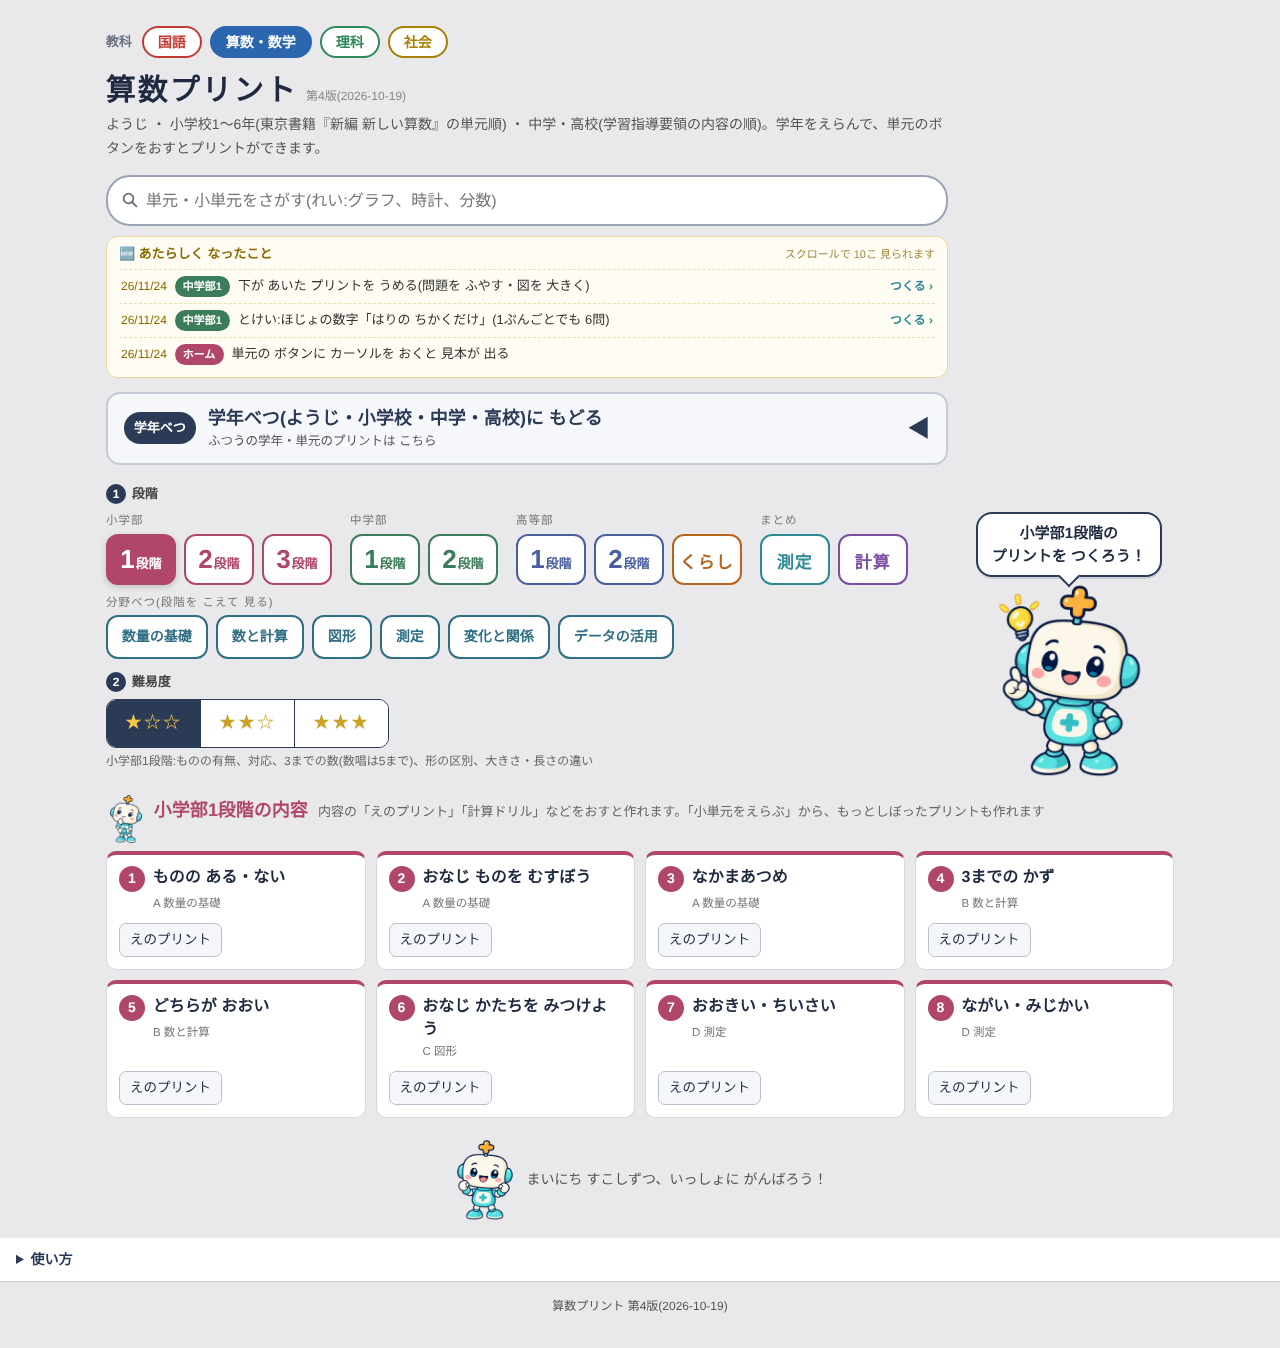 教科 国語 算数・数学 理科 社会
算数プリント 第4版(2026-10-19)
ようじ ・ 小学校1〜6年(東京書籍『新編 新しい算数』の単元順) ・ 中学・高校(学習指導要領の内容の順)。学年をえらんで、単元のボ
タンをおすとプリントができます。
単元・小単元をさがす(れい:グラフ、時計、分数)
NEW あたらしく なったこと スクロールで 10こ 見られます
26/11/24 中学部1 下が あいた プリントを うめる(問題を ふやす・図を 大きく) つくる ›
26/11/24 中学部1 とけい:ほじょの数字「はりの ちかくだけ」(1ぷんごとでも 6問) つくる ›
26/11/24 ホーム 単元の ボタンに カーソルを おくと 見本が 出る
学年べつ 学年べつ(ようじ・小学校・中学・高校)に もどる ◀
ふつうの学年・単元のプリントは こちら
1 段階
小学部 中学部 高等部 まとめ
1段階 2段階 3段階 1段階 2段階 1段階 2段階 くらし 測定 計算
分野べつ(段階を こえて 見る)
数量の基礎 数と計算 図形 測定 変化と関係 データの活用
2 難易度
★☆☆ ★★☆ ★★★
小学部1段階:ものの有無、対応、3までの数(数唱は5まで)、形の区別、大きさ・長さの違い
小学部1段階の
プリントを つくろう！
小学部1段階の内容 内容の「えのプリント」「計算ドリル」などをおすと作れます。「小単元をえらぶ」から、もっとしぼったプリントも作れます
1 ものの ある・ない
A 数量の基礎
えのプリント
2 おなじ ものを むすぼう
A 数量の基礎
えのプリント
3 なかまあつめ
A 数量の基礎
えのプリント
4 3までの かず
B 数と計算
えのプリント
5 どちらが おおい
B 数と計算
えのプリント
6 おなじ かたちを みつけよ
う
C 図形
えのプリント
7 おおきい・ちいさい
D 測定
えのプリント
8 ながい・みじかい
D 測定
えのプリント
まいにち すこしずつ、いっしょに がんばろう！
▶ 使い方
算数プリント 第4版(2026-10-19)